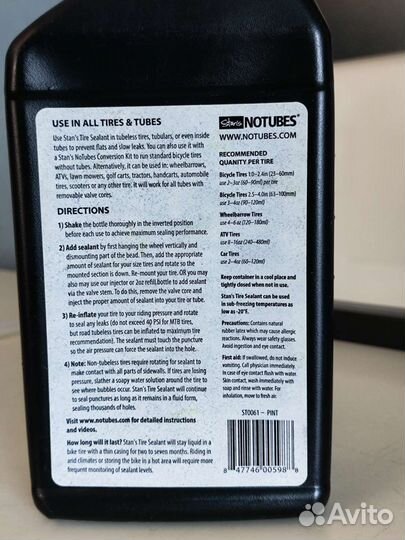 USE IN ALL TIRES & TUBES
Use Stan's Tire Sealant in tubeless tires, tubulars, or even inside
tubes to prevent flats and slow leaks. You can also use it with
a Stan's NoTubes Conversion Kit to run standard bicycle tires
without tubes. Alternatively, it can be used in: wheelbarrows,
ATVs, lawn mowers, golf carts, tractors, handcarts, automobile
tires, scooters or any other tire. it will work for all tubes with
removable valve cores.
DIRECTIONS
1) Shake the bottle thoroughly in the inverted position
before each use to achieve maximum sealing performance.
2) Add sealant by first hanging the wheel vertically and
dismounting part of the bead. Then, add the appropriate
amount of sealant for your size tires and rotate so the
mounted section is down. Re-mount your tire. OR you may
also use our injector or 2oz refill bottle to add sealant
via the valve stem. To do this, remove the valve core and
inject the proper amount of sealant into your tire or tube.
3) Re-inflate your tire to your riding pressure and rotate
to seal any leaks (do not exceed 40 PSI for MTB tires,
but road tubeless tires can be inflated to maximum tire
recommendation). The sealant must touch the puncture
so the air pressure can force the sealant into the hole.
4) Note: Non-tubeless tires require rotating for sealant to
make contact with all parts of sidewalls. If tires are losing
pressure, slather a soapy water solution around the tire to
see where bubbles occur. Stan's Tire Sealant will continue
to seal punctures as long as it remains in a fluid form,
sealing thousands of holes.
Visit www.notubes.com for detailed instructions
and videos.
How long will it last? Stan's Tire Sealant will stay liquid in a
bike tire with a thin casing for two to seven months. Riding in
arid climates or storing the bike in a hot area will require more
frequent monitoring of sealant levels.
Stan's NOTUBES®
WWW.NOTUBES.COM
RECOMMENDED
QUANITY PER TIRE
Bicycle Tires 1.0–2.4in (23–60mm)
use 2–3oz (60–90ml) per tire
Bicycle Tires 2.5–4.0in (63–100mm)
use 3–4oz (90–120ml)
Wheelbarrow Tires
use 4–6oz (120–180ml)
ATV Tires
use 8–16oz (240–480ml)
Car Tires
use 2–4oz (60–120ml)
Keep container in a cool place and
tightly closed when not in use.
Stan's Tire Sealant can be used
in sub-freezing temperatures as
low as -20˚F.
Precautions: Contains natural
rubber latex which may cause allergic
reactions. Always wear safety glasses.
Avoid ingestion and eye contact.
First aid: If swallowed, do not induce
vomiting. Call physician immediately.
In case of eye contact flush with water.
Skin contact, wash immediately with
soap and rinse with water. For
inhalation, move to fresh air.
ST0061 – PINT
8 47746 00598 8
Avito